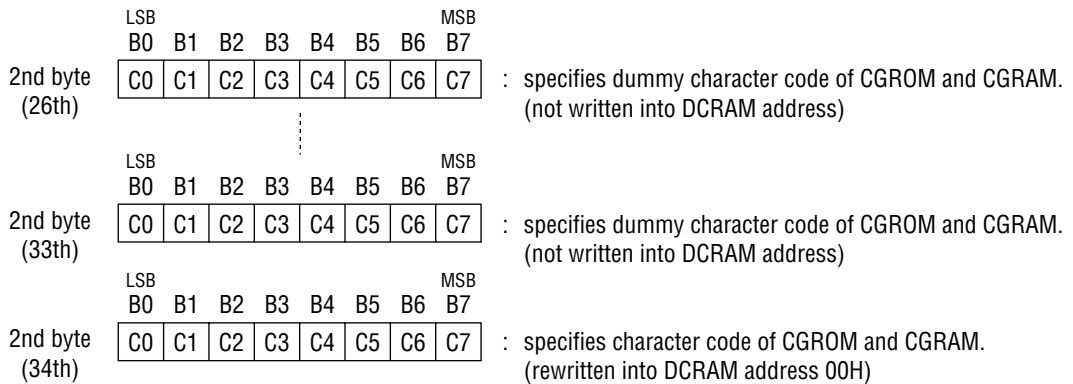 LSB MSB
B0 B1 B2 B3 B4 B5 B6 B7
2nd byte C0 C1 C2 C3 C4 C5 C6 C7 : specifies dummy character code of CGROM and CGRAM.
(26th) (not written into DCRAM address)
LSB MSB
B0 B1 B2 B3 B4 B5 B6 B7
2nd byte C0 C1 C2 C3 C4 C5 C6 C7 : specifies dummy character code of CGROM and CGRAM.
(33th) (not written into DCRAM address)
LSB MSB
B0 B1 B2 B3 B4 B5 B6 B7
2nd byte C0 C1 C2 C3 C4 C5 C6 C7 : specifies character code of CGROM and CGRAM.
(34th) (rewritten into DCRAM address 00H)